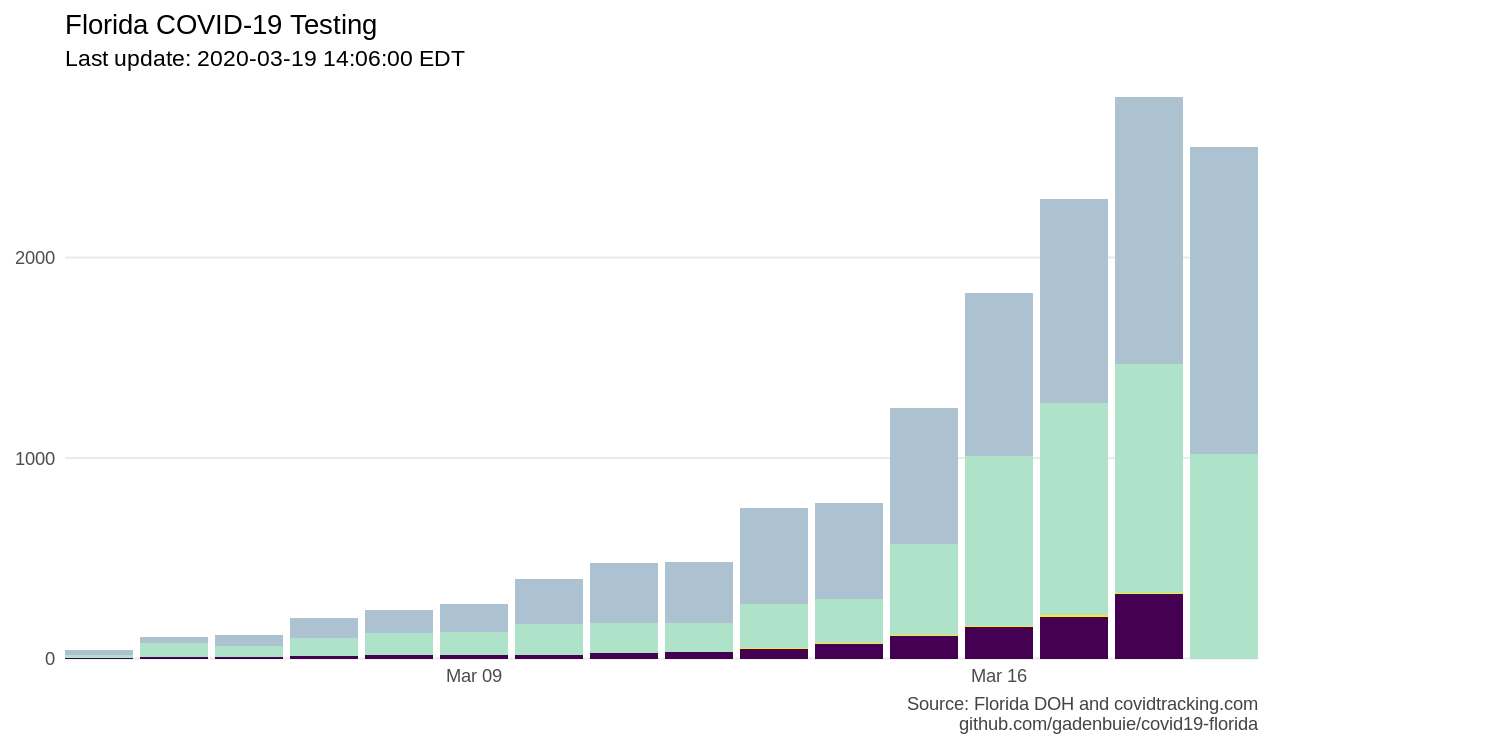 Florida COVID-19 Testing
Last update: 2020-03-19 14:06:00 EDT
2000
1000
0
Mar 09
Mar 16
Source: Florida DOH and covidtracking.com
github.com/gadenbuie/covid19-florida